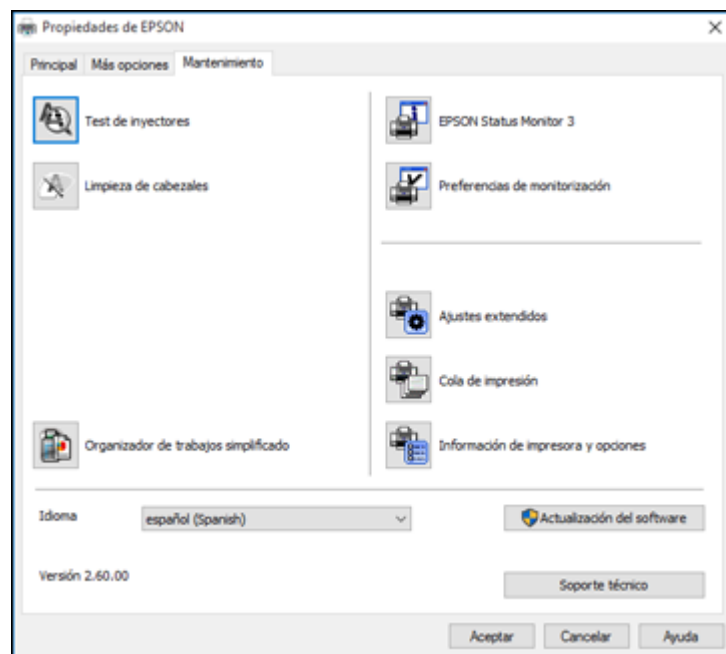 Propiedades de EPSON
Principal Más opciones Mantenimiento
Test de inyectores
Limpieza de cabezales
Organizador de trabajos simplificado
EPSON Status Monitor 3
Preferencias de monitorización
Ajustes extendidos
Cola de impresión
Información de impresora y opciones
Idioma
español (Spanish)
Actualización del software
Versión 2.60.00
Soporte técnico
Aceptar Cancelar Ayuda